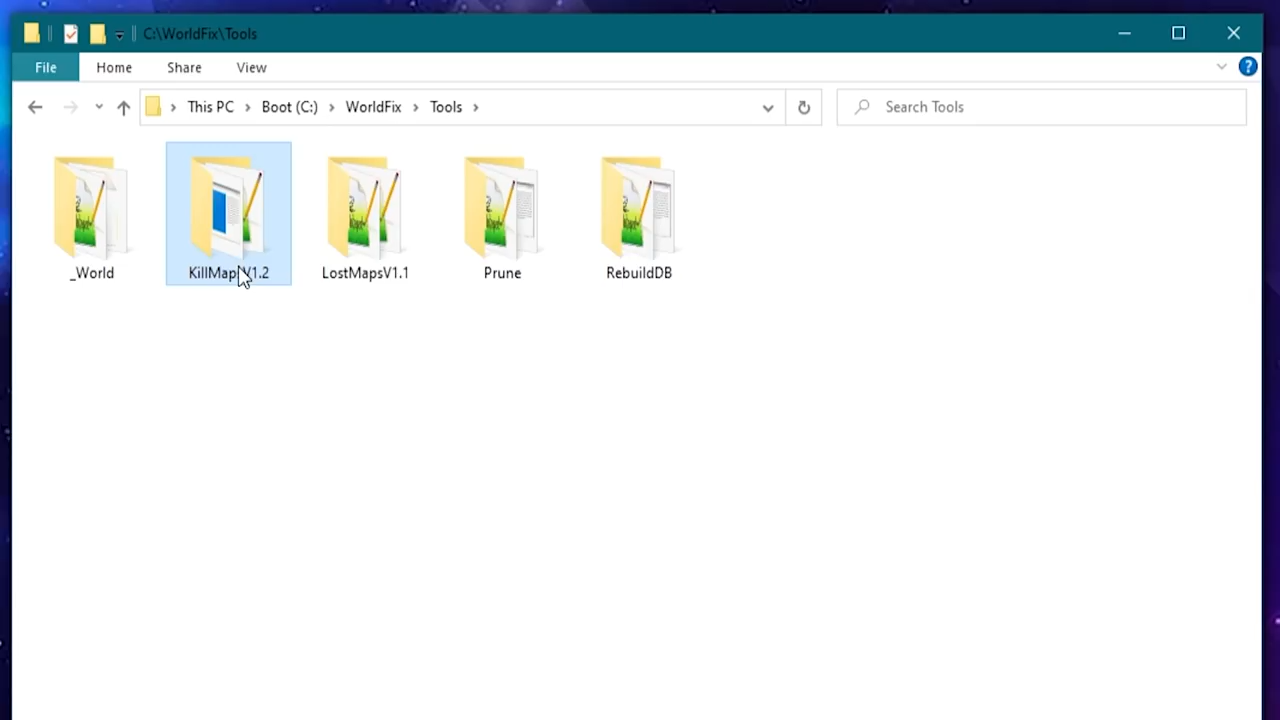 C:\WorldFix\Tools
File Home Share View
This PC Boot (C:) WorldFix Tools
Search Tools
_World KillMapsV1.2 LostMapsV1.1 Prune RebuildDB